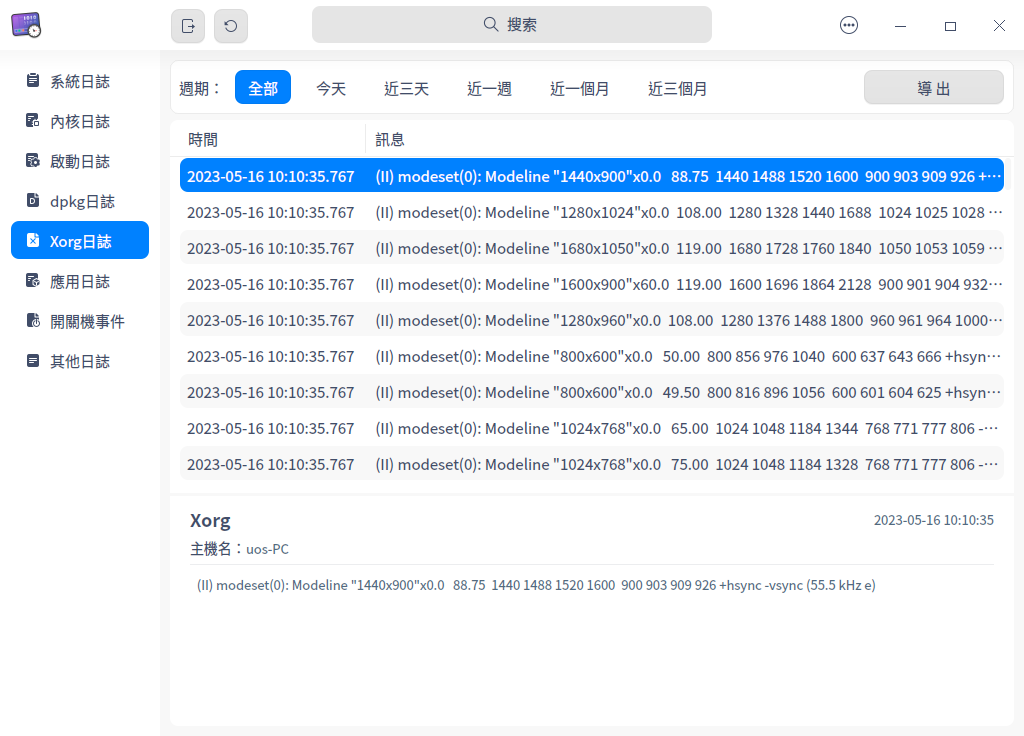 搜索
系統日誌
內核日誌
啟動日誌
dpkg日誌
Xorg日誌
應用日誌
開關機事件
其他日誌
週期： 全部 今天 近三天 近一週 近一個月 近三個月 導出
時間 訊息
2023-05-16 10:10:35.767 (II) modeset(0): Modeline "1440x900"x0.0 88.75 1440 1488 1520 1600 900 903 909 926 +···
2023-05-16 10:10:35.767 (II) modeset(0): Modeline "1280x1024"x0.0 108.00 1280 1328 1440 1688 1024 1025 1028 ···
2023-05-16 10:10:35.767 (II) modeset(0): Modeline "1680x1050"x0.0 119.00 1680 1728 1760 1840 1050 1053 1059 ···
2023-05-16 10:10:35.767 (II) modeset(0): Modeline "1600x900"x60.0 119.00 1600 1696 1864 2128 900 901 904 932···
2023-05-16 10:10:35.767 (II) modeset(0): Modeline "1280x960"x0.0 108.00 1280 1376 1488 1800 960 961 964 1000···
2023-05-16 10:10:35.767 (II) modeset(0): Modeline "800x600"x0.0 50.00 800 856 976 1040 600 637 643 666 +hsyn···
2023-05-16 10:10:35.767 (II) modeset(0): Modeline "800x600"x0.0 49.50 800 816 896 1056 600 601 604 625 +hsyn···
2023-05-16 10:10:35.767 (II) modeset(0): Modeline "1024x768"x0.0 65.00 1024 1048 1184 1344 768 771 777 806 -···
2023-05-16 10:10:35.767 (II) modeset(0): Modeline "1024x768"x0.0 75.00 1024 1048 1184 1328 768 771 777 806 -···
Xorg 2023-05-16 10:10:35
主機名：uos-PC
(II) modeset(0): Modeline "1440x900"x0.0 88.75 1440 1488 1520 1600 900 903 909 926 +hsync -vsync (55.5 kHz e)